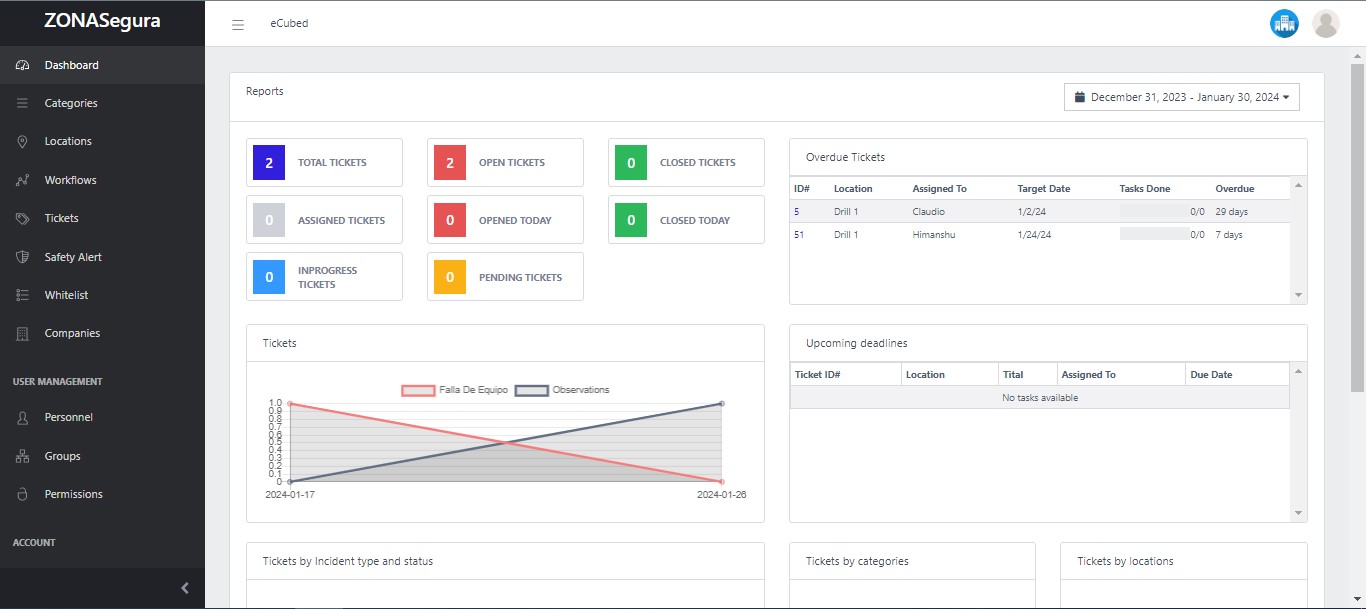 ZONASegura
eCubed
Dashboard
Categories
Locations
Workflows
Tickets
Safety Alert
Whitelist
Companies
USER MANAGEMENT
Personnel
Groups
Permissions
ACCOUNT
Reports
December 31, 2023 - January 30, 2024
2 TOTAL TICKETS
2 OPEN TICKETS
0 CLOSED TICKETS
0 ASSIGNED TICKETS
0 OPENED TODAY
0 CLOSED TODAY
0 INPROGRESS
TICKETS
0 PENDING TICKETS
Overdue Tickets
ID# Location Assigned To Target Date Tasks Done Overdue
5 Drill 1 Claudio 1/2/24 0/0 29 days
51 Drill 1 Himanshu 1/24/24 0/0 7 days
Tickets
Falla De Equipo Observations
1.0
0.9
0.8
0.7
0.6
0.5
0.4
0.3
0.2
0.1
0
2024-01-17 2024-01-26
Upcoming deadlines
Ticket ID# Location Tital Assigned To Due Date
No tasks available
Tickets by Incident type and status
Tickets by categories
Tickets by locations